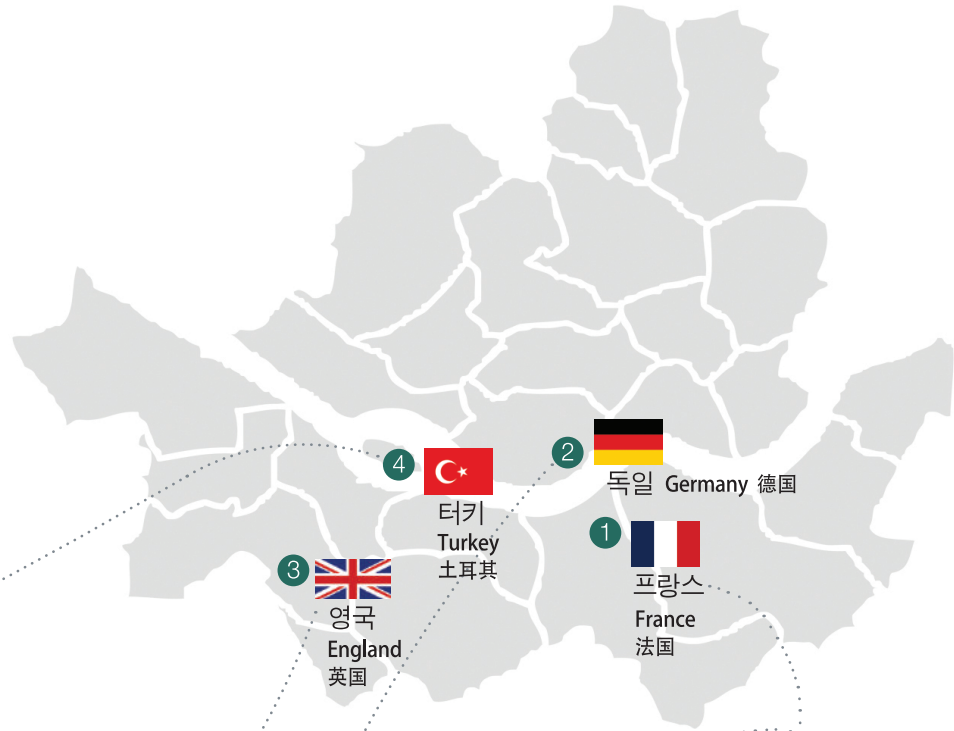 2
독일 Germany 德国
4
터키
Turkey
土耳其
1
프랑스
France
法国
3
영국
England
英国